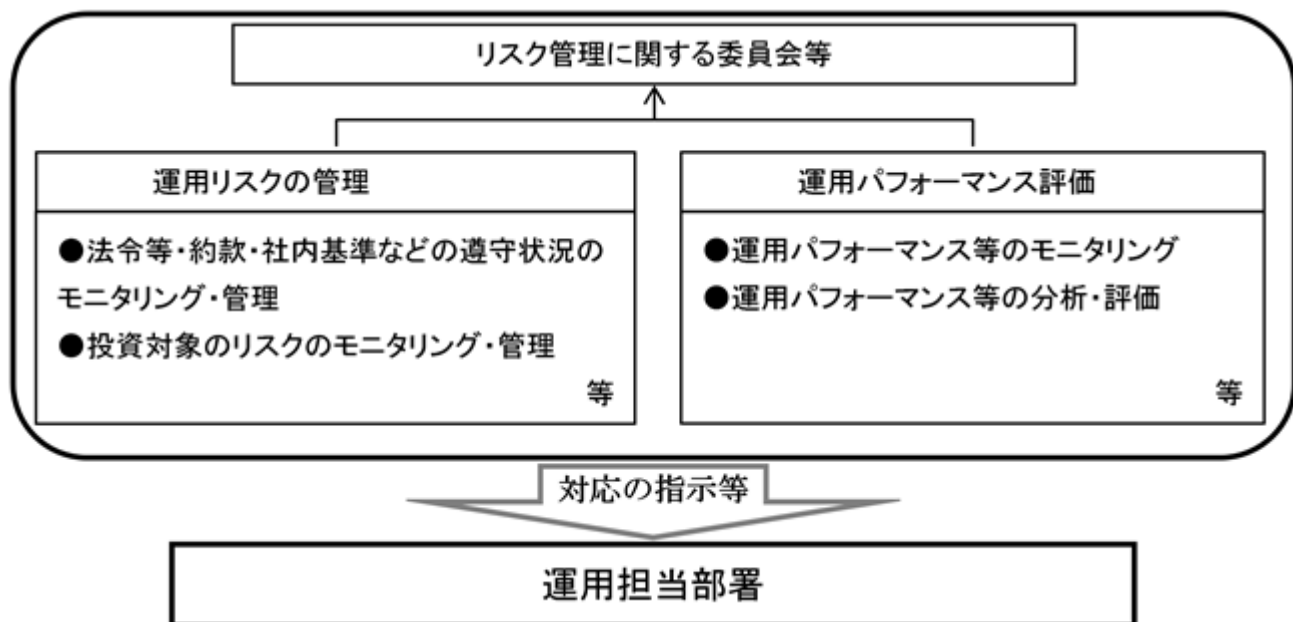 リスク管理に関する委員会等
運用リスクの管理
●法令等・約款・社内基準などの遵守状況の
モニタリング・管理
●投資対象のリスクのモニタリング・管理
等
運用パフォーマンス評価
●運用パフォーマンス等のモニタリング
●運用パフォーマンス等の分析・評価
等
対応の指示等
運用担当部署